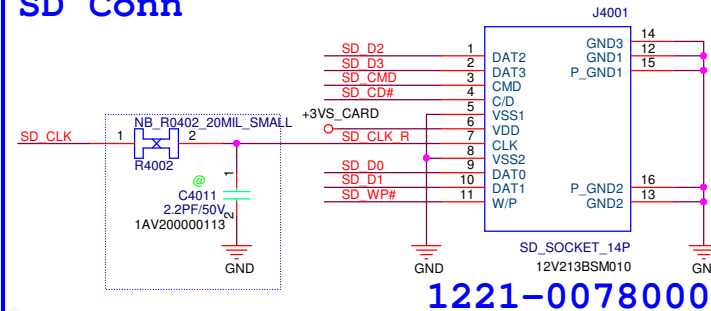 SD Conn
J4001
SD_D2 1 DAT2 GND3 14
SD_D3 2 DAT3 GND1 12
SD_CMD 3 CMD P_GND1 15
SD_CD# 4 C/D
5 VSS1
+3VS_CARD 6 VDD
SD_CLK_R 7 CLK
8 VSS2
SD_D0 9 DAT0
SD_D1 10 DAT1 P_GND2 16
SD_WP# 11 W/P GND2 13
NB_R0402_20MIL_SMALL
SD_CLK 1 2
R4002
@
1
C4011
2.2PF/50V
2
1AV200000113
GND
GND
GN
SD_SOCKET_14P
12V213BSM010
1221-0078000